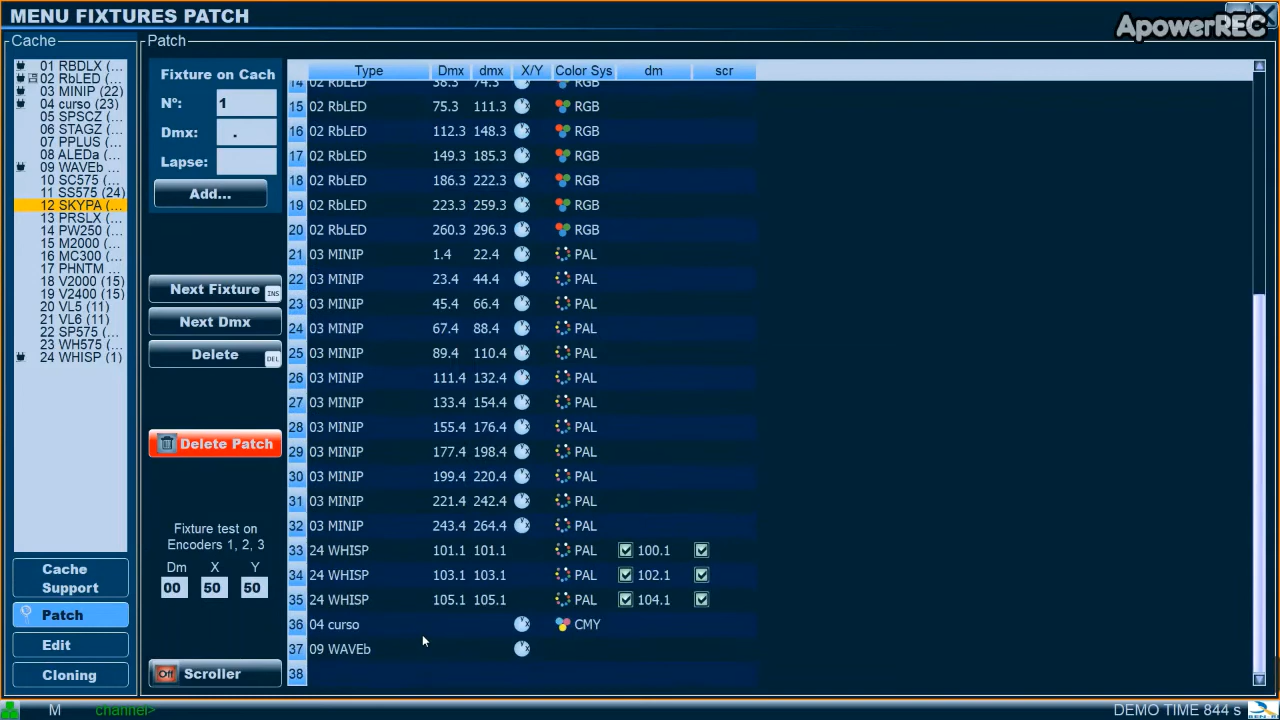 MENU FIXTURES PATCH
ApowerREC
Cache
Patch
01 RBDLX (...
02 RbLED (...
03 MINIP (22)
04 curso (23)
05 SPSCZ (...
06 STAGZ (...
07 PPLUS (...
08 ALEDa (...
09 WAVEb ...
10 SC575 (...
11 SS575 (24)
12 SKYPA (...
13 PRSLX (...
14 PW250 (...
15 M2000 (...
16 MC300 (...
17 PHNTM ...
18 V2000 (15)
19 V2400 (15)
20 VL5 (11)
21 VL6 (11)
22 SP575 (...
23 WH575 (...
24 WHISP (1)
Cache Support
Patch
Edit
Cloning
Fixture on Cach
Nº: 1
Dmx: .
Lapse:
Add...
Next Fixture INS
Next Dmx
Delete DEL
Delete Patch
Fixture test on
Encoders 1, 2, 3
Dm X Y
00 50 50
Off Scroller
Type Dmx dmx X/Y Color Sys dm scr
14 02 RbLED 38.3 74.3 RGB
15 02 RbLED 75.3 111.3 RGB
16 02 RbLED 112.3 148.3 RGB
17 02 RbLED 149.3 185.3 RGB
18 02 RbLED 186.3 222.3 RGB
19 02 RbLED 223.3 259.3 RGB
20 02 RbLED 260.3 296.3 RGB
21 03 MINIP 1.4 22.4 PAL
22 03 MINIP 23.4 44.4 PAL
23 03 MINIP 45.4 66.4 PAL
24 03 MINIP 67.4 88.4 PAL
25 03 MINIP 89.4 110.4 PAL
26 03 MINIP 111.4 132.4 PAL
27 03 MINIP 133.4 154.4 PAL
28 03 MINIP 155.4 176.4 PAL
29 03 MINIP 177.4 198.4 PAL
30 03 MINIP 199.4 220.4 PAL
31 03 MINIP 221.4 242.4 PAL
32 03 MINIP 243.4 264.4 PAL
33 24 WHISP 101.1 101.1 PAL 100.1
34 24 WHISP 103.1 103.1 PAL 102.1
35 24 WHISP 105.1 105.1 PAL 104.1
36 04 curso CMY
37 09 WAVEb
38
M channel>
DEMO TIME 844 s